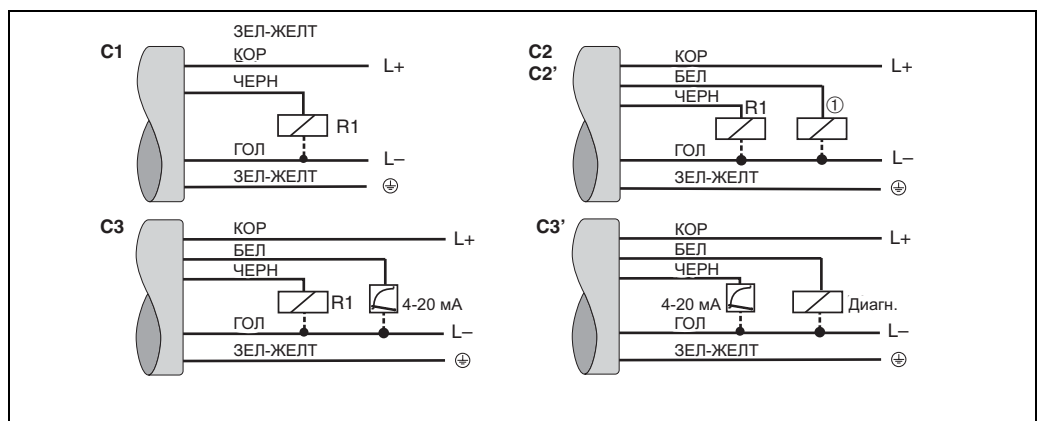 C1
ЗЕЛ-ЖЕЛТ
КОР
L+
ЧЕРН
R1
ГОЛ
L–
ЗЕЛ-ЖЕЛТ
C2
C2’
КОР
L+
БЕЛ
ЧЕРН
R1
①
ГОЛ
L–
ЗЕЛ-ЖЕЛТ
C3
КОР
L+
БЕЛ
ЧЕРН
R1
4-20 мА
ГОЛ
L–
ЗЕЛ-ЖЕЛТ
C3’
КОР
L+
БЕЛ
ЧЕРН
4-20 мА
Диагн.
ГОЛ
L–
ЗЕЛ-ЖЕЛТ